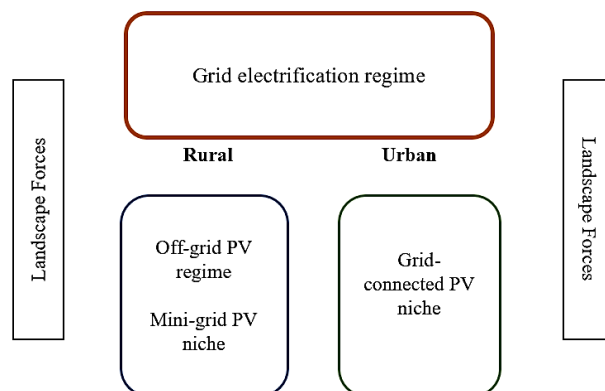 Grid electrification regime
Rural
Urban
Landscape Forces
Off-grid PV
regime
Mini-grid PV
niche
Grid-
connected PV
niche
Landscape Forces